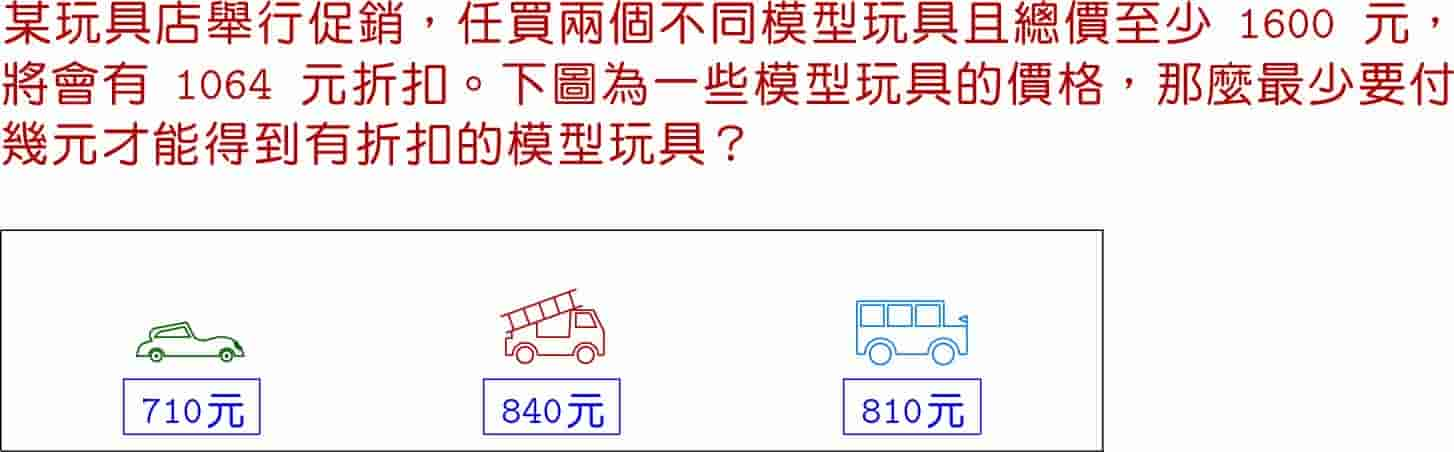 某玩具店舉行促銷，任買兩個不同模型玩具且總價至少 1600 元，
將會有 1064 元折扣。下圖為一些模型玩具的價格，那麼最少要付
幾元才能得到有折扣的模型玩具？
710元 840元 810元